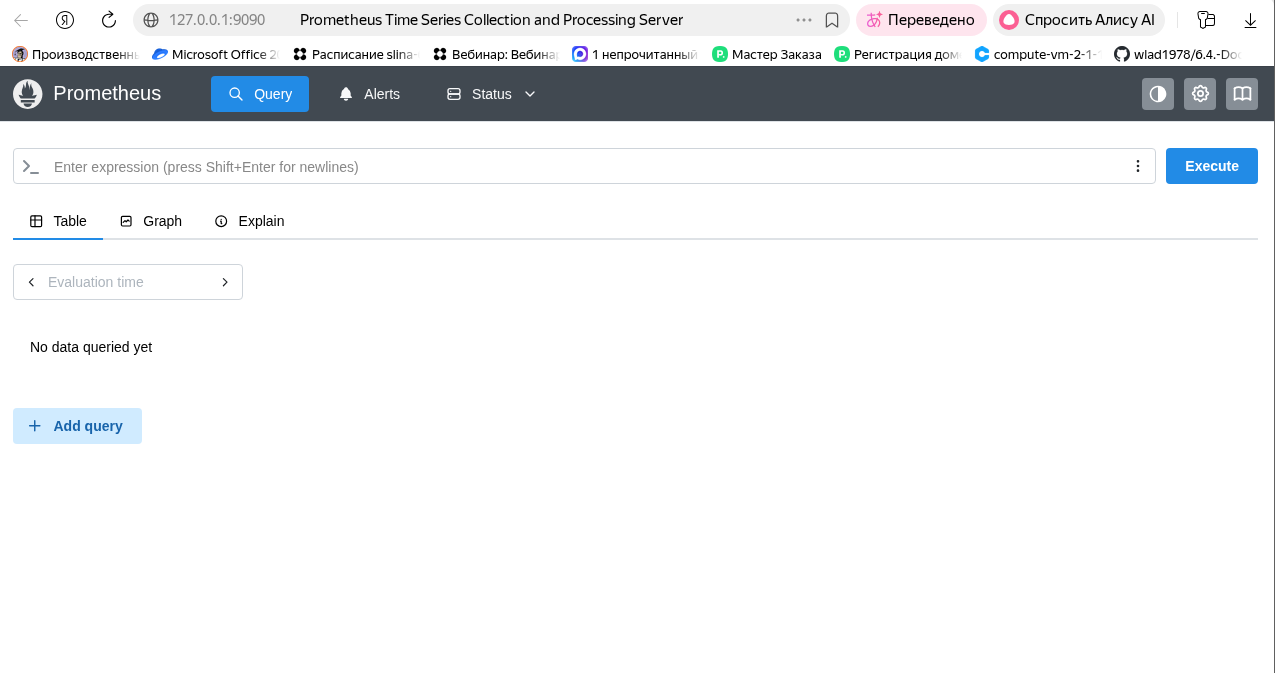 127.0.0.1:9090 Prometheus Time Series Collection and Processing Server Переведено Спросить Алису AI
Производственн Microsoft Office 2 Расписание slina- Вебинар: Вебинар 1 непрочитанный Мастер Заказа Регистрация дом compute-vm-2-1- wlad1978/6.4.-Do
Prometheus Query Alerts Status
Enter expression (press Shift+Enter for newlines) Execute
Table Graph Explain
Evaluation time
No data queried yet
Add query